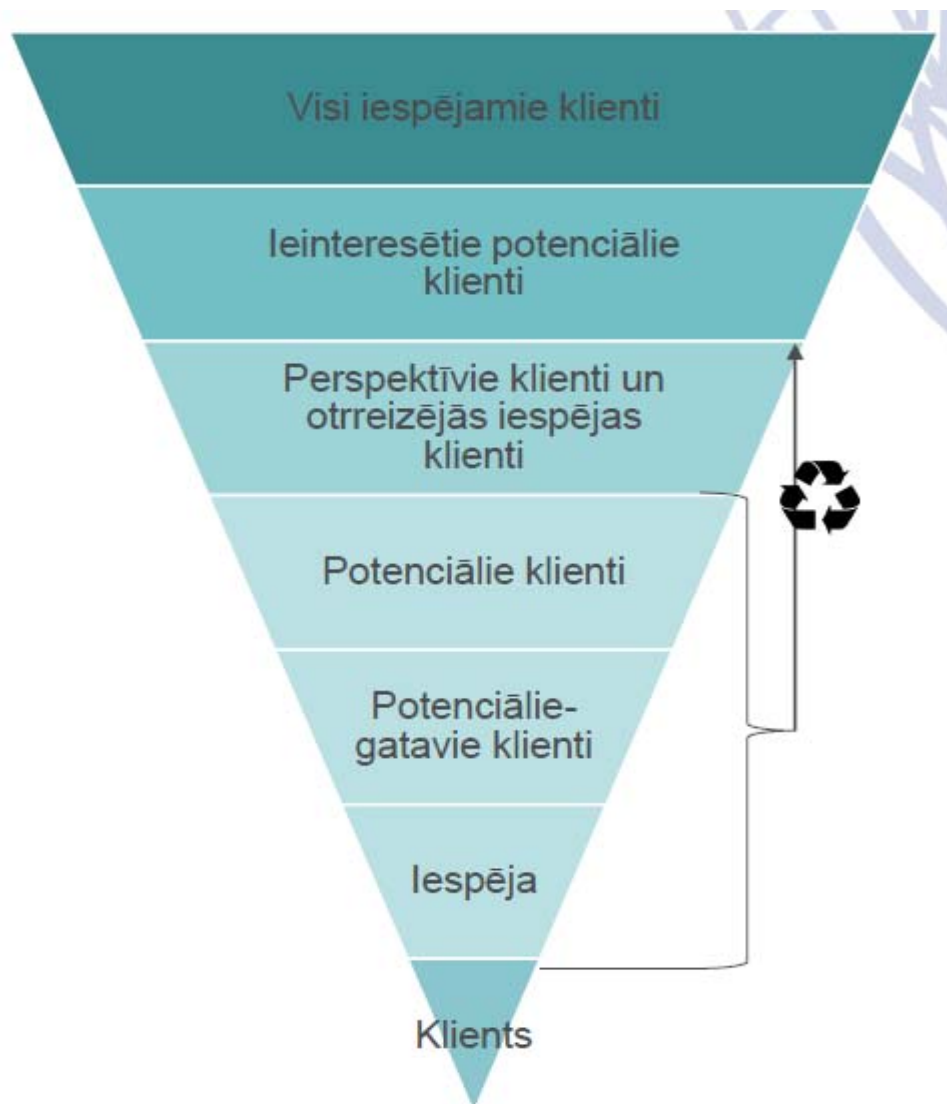 Visi iespējamie klienti
Ieinteresētie potenciālie
klienti
Perspektīvie klienti un
otrreizējās iespējas
klienti
Potenciālie klienti
Potenciālie-
gatavie klienti
Iespēja
Klients